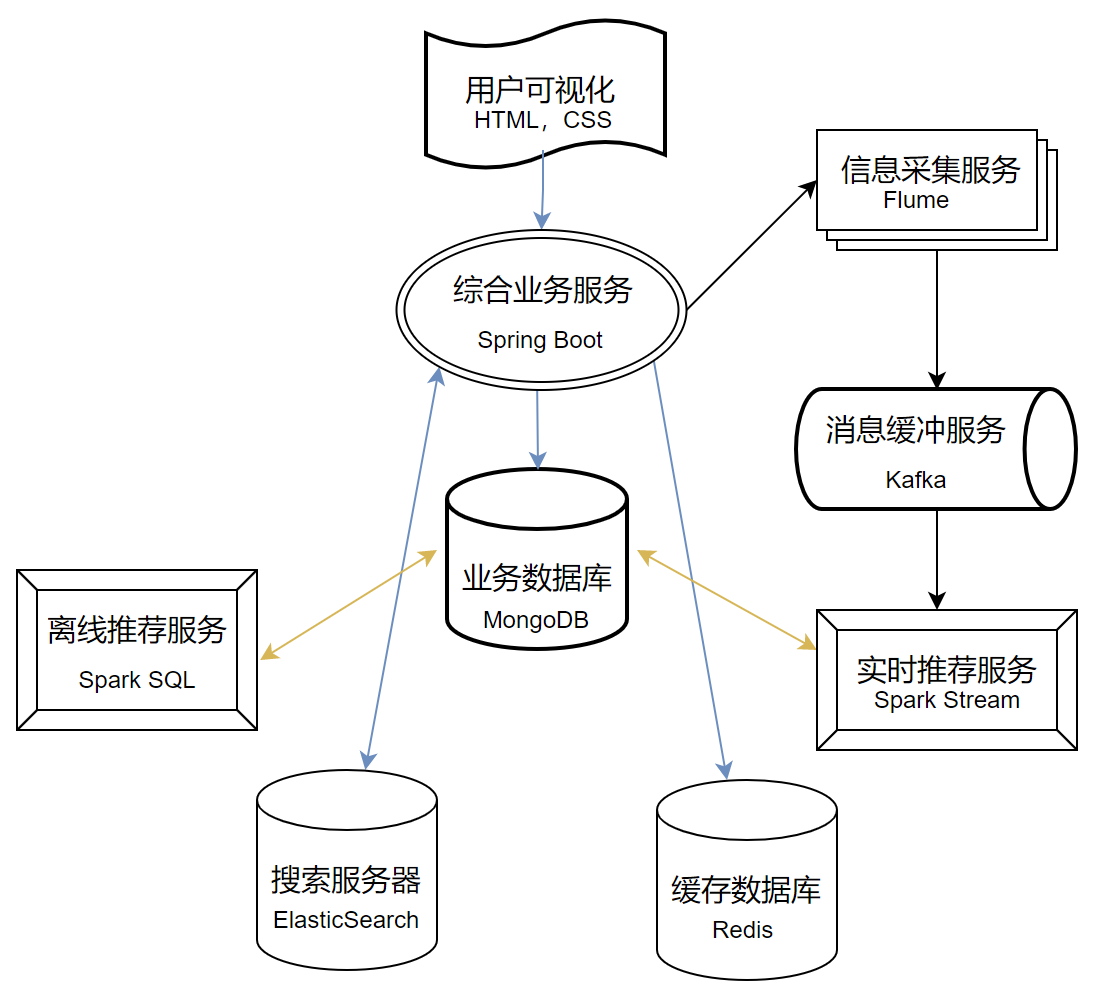 用户可视化
HTML，CSS
信息采集服务
Flume
综合业务服务
Spring Boot
消息缓冲服务
Kafka
业务数据库
MongoDB
离线推荐服务
Spark SQL
实时推荐服务
Spark Stream
搜索服务器
ElasticSearch
缓存数据库
Redis